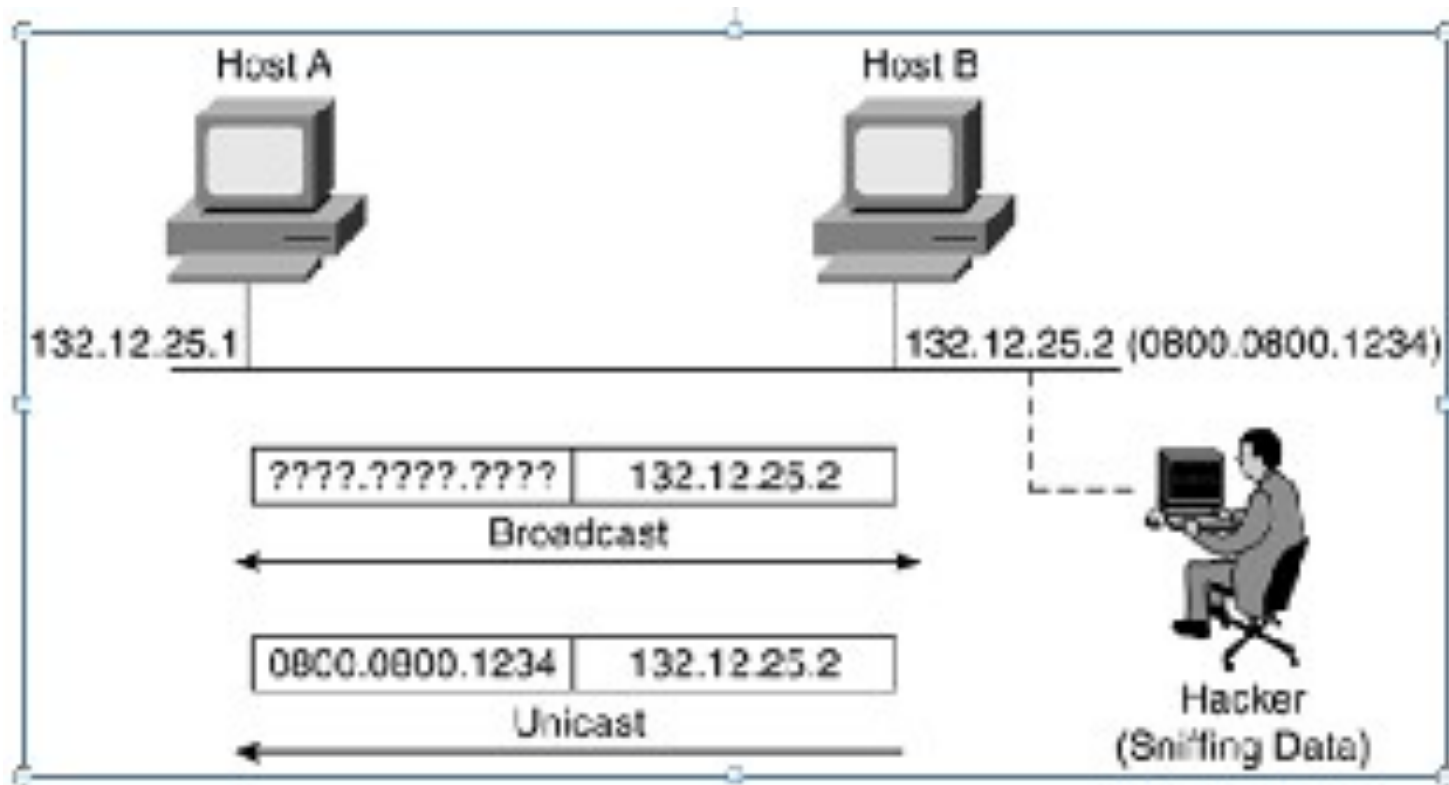 Host A
Host B
132.12.25.1
132.12.25.2 (0800.0800.1234)
????.????.???? 132.12.25.2
Broadcast
0800.0800.1234 132.12.25.2
Unicast
Hacker
(Sniffing Data)